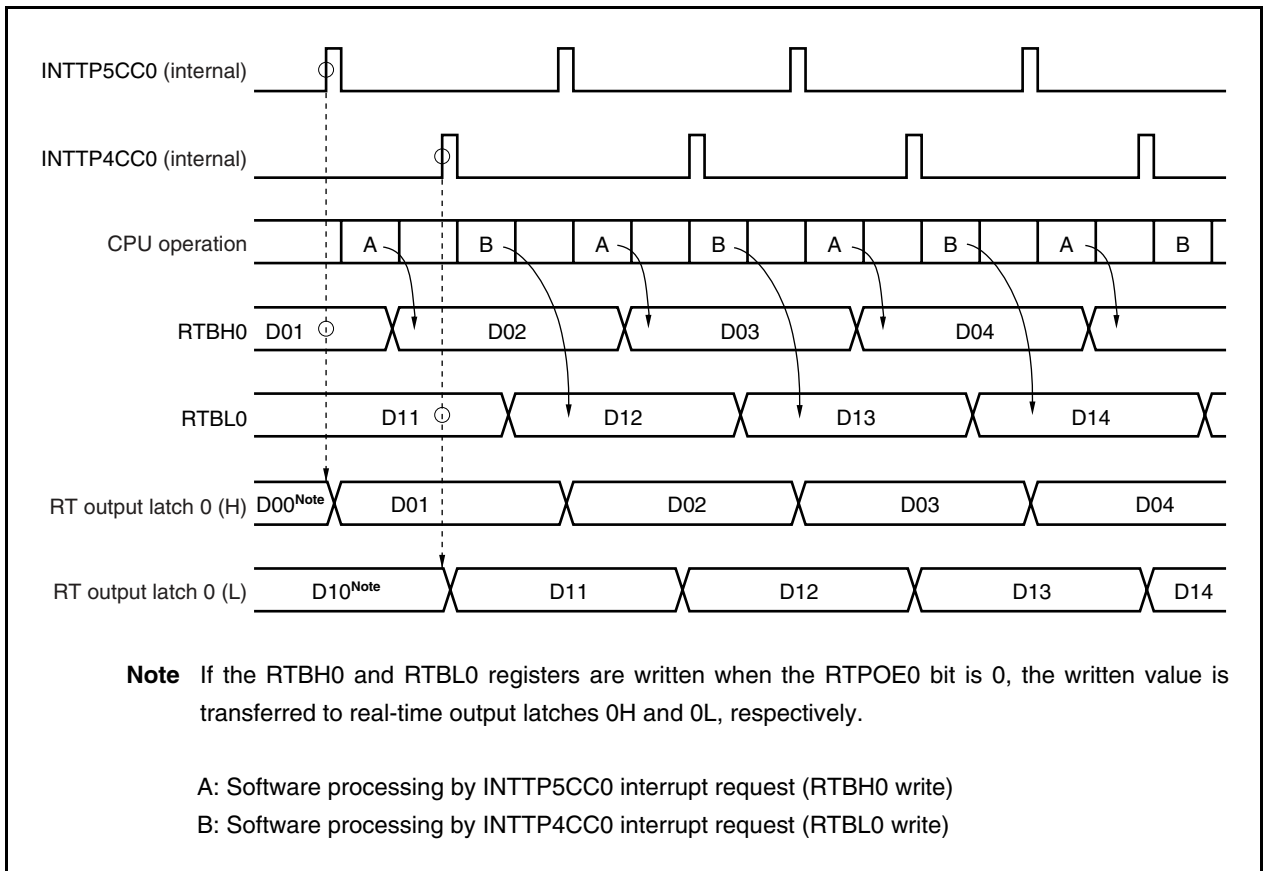 INTTP5CC0 (internal)
INTTP4CC0 (internal)
CPU operation A B A B A B A B
RTBH0 D01 D02 D03 D04
RTBL0 D11 D12 D13 D14
RT output latch 0 (H) D00Note D01 D02 D03 D04
RT output latch 0 (L) D10Note D11 D12 D13 D14
Note If the RTBH0 and RTBL0 registers are written when the RTPOE0 bit is 0, the written value is
transferred to real-time output latches 0H and 0L, respectively.
A: Software processing by INTTP5CC0 interrupt request (RTBH0 write)
B: Software processing by INTTP4CC0 interrupt request (RTBL0 write)